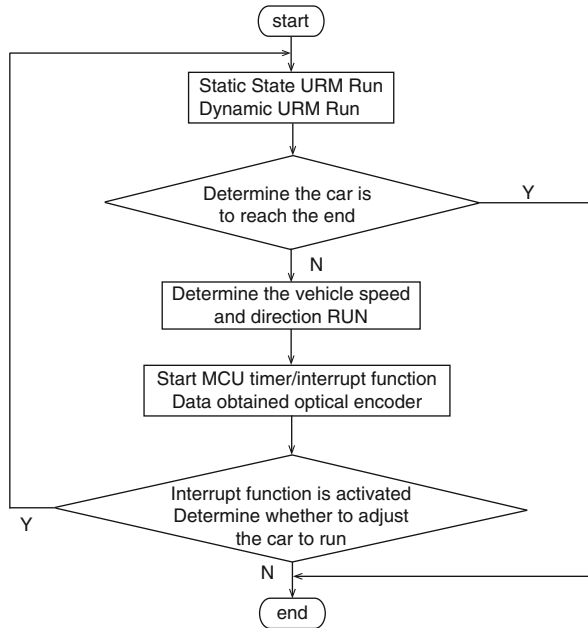 start
Static State URM Run
Dynamic URM Run
Determine the car is
to reach the end
Y
N
Determine the vehicle speed
and direction RUN
Start MCU timer/interrupt function
Data obtained optical encoder
Interrupt function is activated
Determine whether to adjust
the car to run
Y
N
end